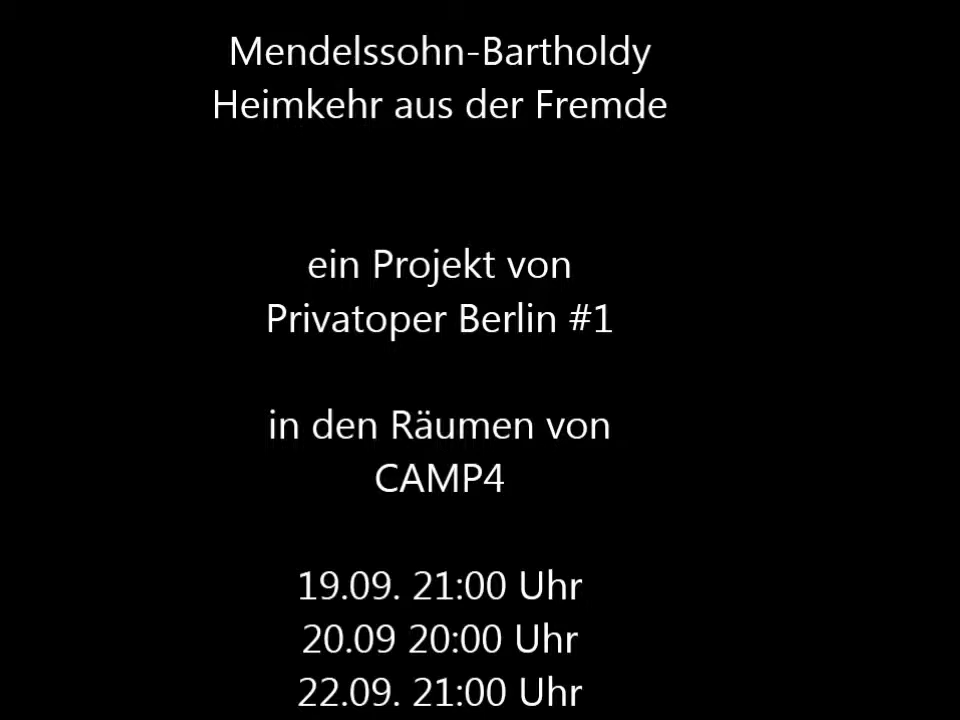 Mendelssohn-Bartholdy
Heimkehr aus der Fremde
ein Projekt von
Privatoper Berlin #1
in den Räumen von
CAMP4
19.09. 21:00 Uhr
20.09 20:00 Uhr
22.09. 21:00 Uhr